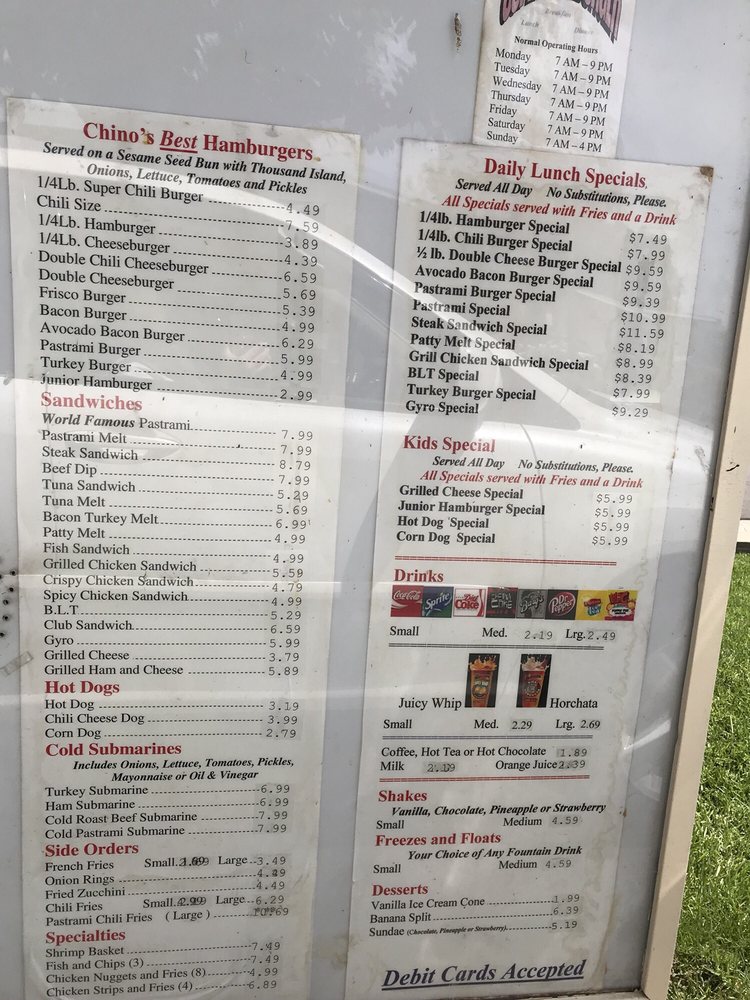 Breakfast
Lunch Dinner
Normal Operating Hours
Monday 7 AM – 9 PM
Tuesday 7 AM – 9 PM
Wednesday 7 AM – 9 PM
Thursday 7 AM – 9 PM
Friday 7 AM – 9 PM
Saturday 7 AM – 9 PM
Sunday 7 AM – 4 PM
Chino's Best Hamburgers
Served on a Sesame Seed Bun with Thousand Island,
Onions, Lettuce, Tomatoes and Pickles
1/4Lb. Super Chili Burger 4.49
Chili Size 7.59
1/4Lb. Hamburger 3.89
1/4Lb. Cheeseburger 4.39
Double Chili Cheeseburger 6.59
Double Cheeseburger 5.69
Frisco Burger 5.39
Bacon Burger 4.99
Avocado Bacon Burger 6.29
Pastrami Burger 5.99
Turkey Burger 4.99
Junior Hamburger 2.99
Sandwiches
World Famous Pastrami 7.99
Pastrami Melt 7.99
Steak Sandwich 8.79
Beef Dip 7.99
Tuna Sandwich 5.29
Tuna Melt 5.69
Bacon Turkey Melt 6.99
Patty Melt 4.99
Fish Sandwich 4.99
Grilled Chicken Sandwich 5.59
Crispy Chicken Sandwich 4.79
Spicy Chicken Sandwich 4.99
B.L.T 5.29
Club Sandwich 6.59
Gyro 5.99
Grilled Cheese 3.79
Grilled Ham and Cheese 5.89
Hot Dogs
Hot Dog 3.19
Chili Cheese Dog 3.99
Corn Dog 2.79
Cold Submarines
Includes Onions, Lettuce, Tomatoes, Pickles,
Mayonnaise or Oil & Vinegar
Turkey Submarine 6.99
Ham Submarine 6.99
Cold Roast Beef Submarine 7.99
Cold Pastrami Submarine 7.99
Side Orders
French Fries Small Large 3.49
Onion Rings
Fried Zucchini 4.49
Chili Fries Small Large 6.29
Pastrami Chili Fries ( Large )
Specialties
Shrimp Basket 7.49
Fish and Chips (3) 7.49
Chicken Nuggets and Fries (8) 4.99
Chicken Strips and Fries (4) 6.89
Daily Lunch Specials
Served All Day No Substitutions, Please.
All Specials served with Fries and a Drink
1/4lb. Hamburger Special $7.49
1/4lb. Chili Burger Special $7.99
½ lb. Double Cheese Burger Special $9.59
Avocado Bacon Burger Special $9.59
Pastrami Burger Special $9.39
Pastrami Special $10.99
Steak Sandwich Special $11.59
Patty Melt Special $8.19
Grill Chicken Sandwich Special $8.99
BLT Special $8.39
Turkey Burger Special $7.99
Gyro Special $9.29
Kids Special
Served All Day No Substitutions, Please.
All Specials served with Fries and a Drink
Grilled Cheese Special $5.99
Junior Hamburger Special $5.99
Hot Dog Special $5.99
Corn Dog Special $5.99
Drinks
Coca-Cola Sprite Diet Coke Barq's Dr Pepper
Small Med. 2.19 Lrg. 2.49
Juicy Whip Horchata
Small Med. 2.29 Lrg. 2.69
Coffee, Hot Tea or Hot Chocolate 1.89
Milk Orange Juice 2.39
Shakes
Vanilla, Chocolate, Pineapple or Strawberry
Small Medium 4.59
Freezes and Floats
Your Choice of Any Fountain Drink
Small Medium 4.59
Desserts
Vanilla Ice Cream Cone 1.99
Banana Split 6.39
Sundae (Chocolate, Pineapple or Strawberry) 5.19
Debit Cards Accepted